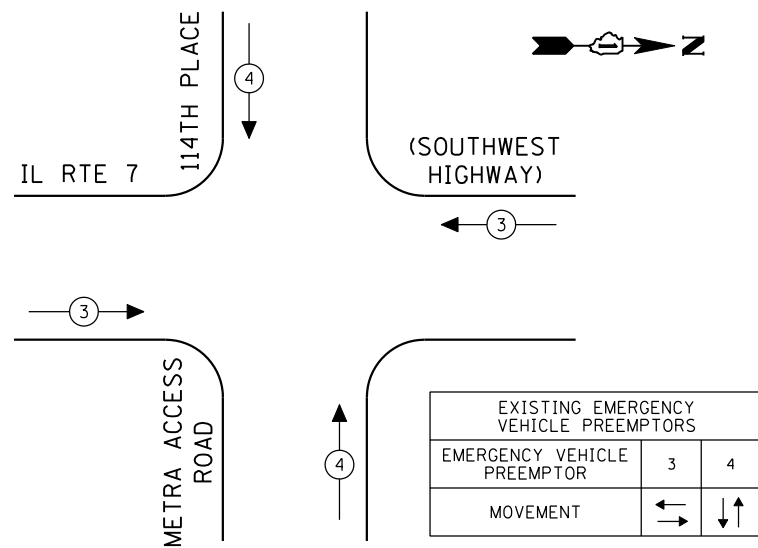 114TH PLACE
4
N
IL RTE 7
(SOUTHWEST
HIGHWAY)
3
3
METRA ACCESS
ROAD
4
EXISTING EMERGENCY
VEHICLE PREEMPTORS
EMERGENCY VEHICLE
PREEMPTOR
3
4
MOVEMENT